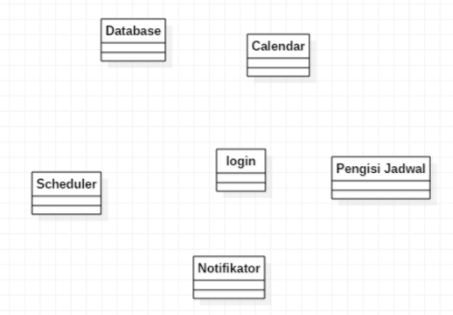 Database
Calendar
login
Pengisi Jadwal
Scheduler
Notifikator